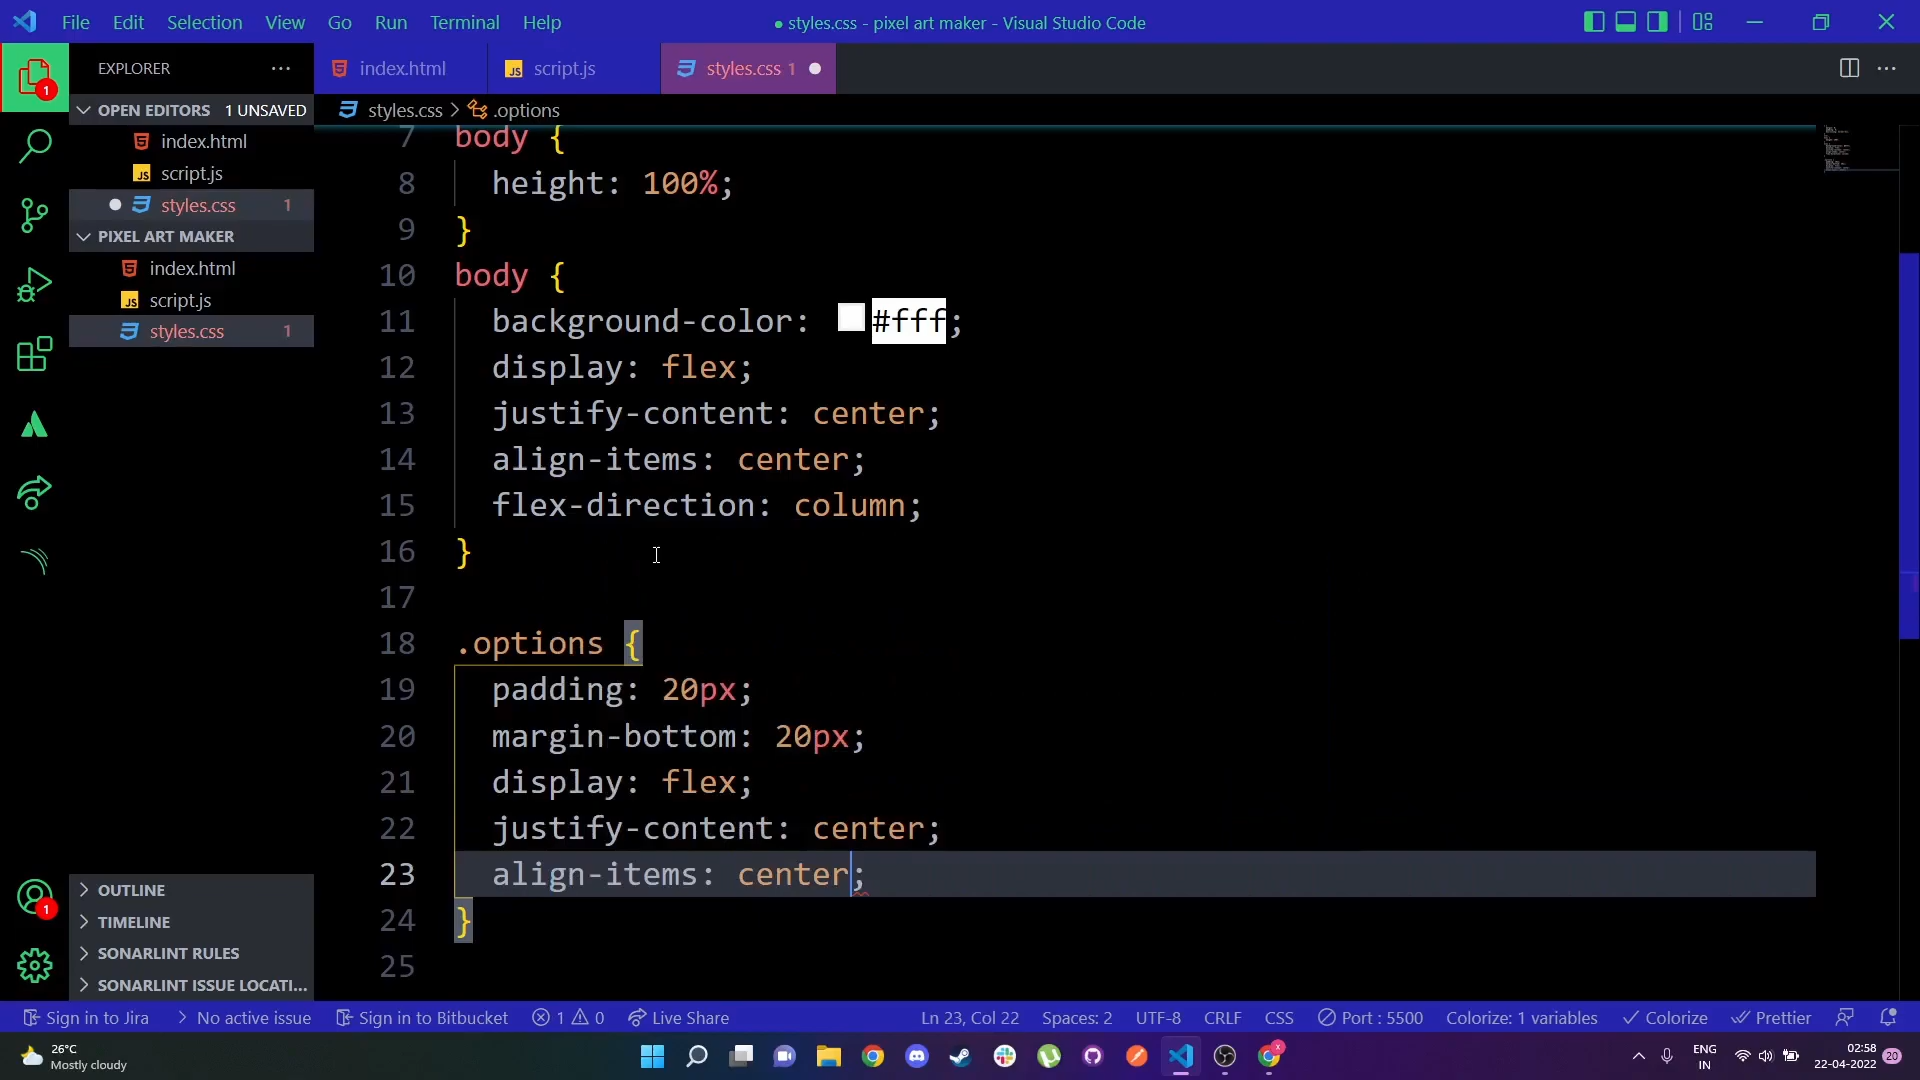 File Edit Selection View Go Run Terminal Help
● styles.css - pixel art maker - Visual Studio Code
EXPLORER ···
index.html
JS script.js
styles.css 1 ●
OPEN EDITORS 1 UNSAVED
index.html
JS script.js
● styles.css 1
PIXEL ART MAKER
index.html
JS script.js
styles.css 1
OUTLINE
TIMELINE
SONARLINT RULES
SONARLINT ISSUE LOCATI...
styles.css > .options
7 body {
8 height: 100%;
9 }
10 body {
11 background-color: #fff;
12 display: flex;
13 justify-content: center;
14 align-items: center;
15 flex-direction: column;
16 }
17
18 .options {
19 padding: 20px;
20 margin-bottom: 20px;
21 display: flex;
22 justify-content: center;
23 align-items: center;
24 }
25
1
1
Sign in to Jira No active issue Sign in to Bitbucket 1 0 Live Share Ln 23, Col 22 Spaces: 2 UTF-8 CRLF CSS Port : 5500 Colorize: 1 variables Colorize Prettier
26°C
Mostly cloudy
ENG
IN
02:58
22-04-2022
20